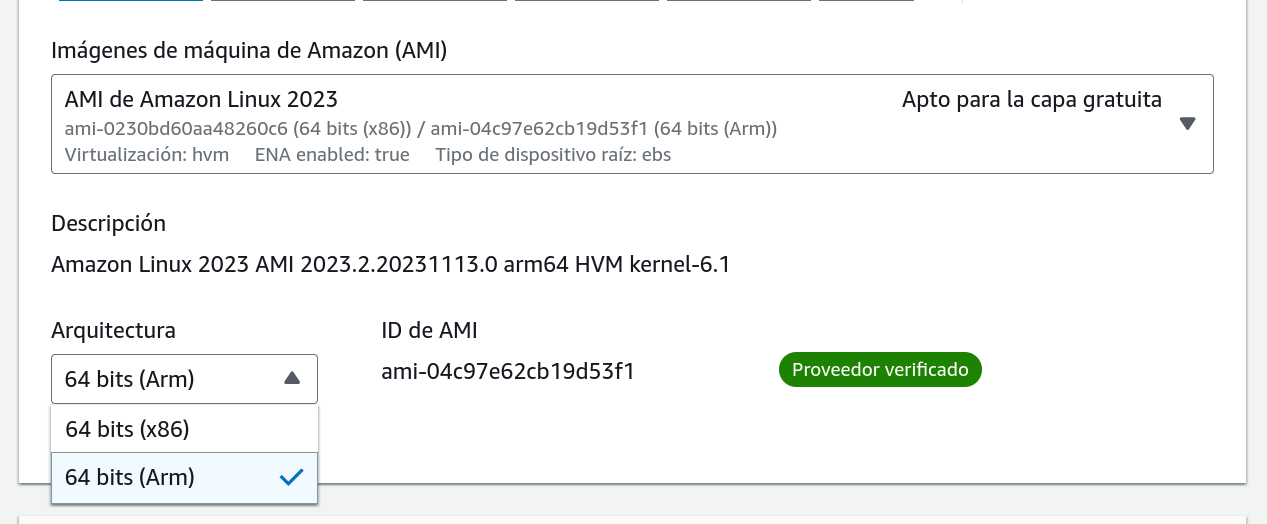 Imágenes de máquina de Amazon (AMI)
AMI de Amazon Linux 2023 Apto para la capa gratuita
ami-0230bd60aa48260c6 (64 bits (x86)) / ami-04c97e62cb19d53f1 (64 bits (Arm))
Virtualización: hvm ENA enabled: true Tipo de dispositivo raíz: ebs
Descripción
Amazon Linux 2023 AMI 2023.2.20231113.0 arm64 HVM kernel-6.1
Arquitectura ID de AMI
64 bits (Arm) ami-04c97e62cb19d53f1 Proveedor verificado
64 bits (x86)
64 bits (Arm)